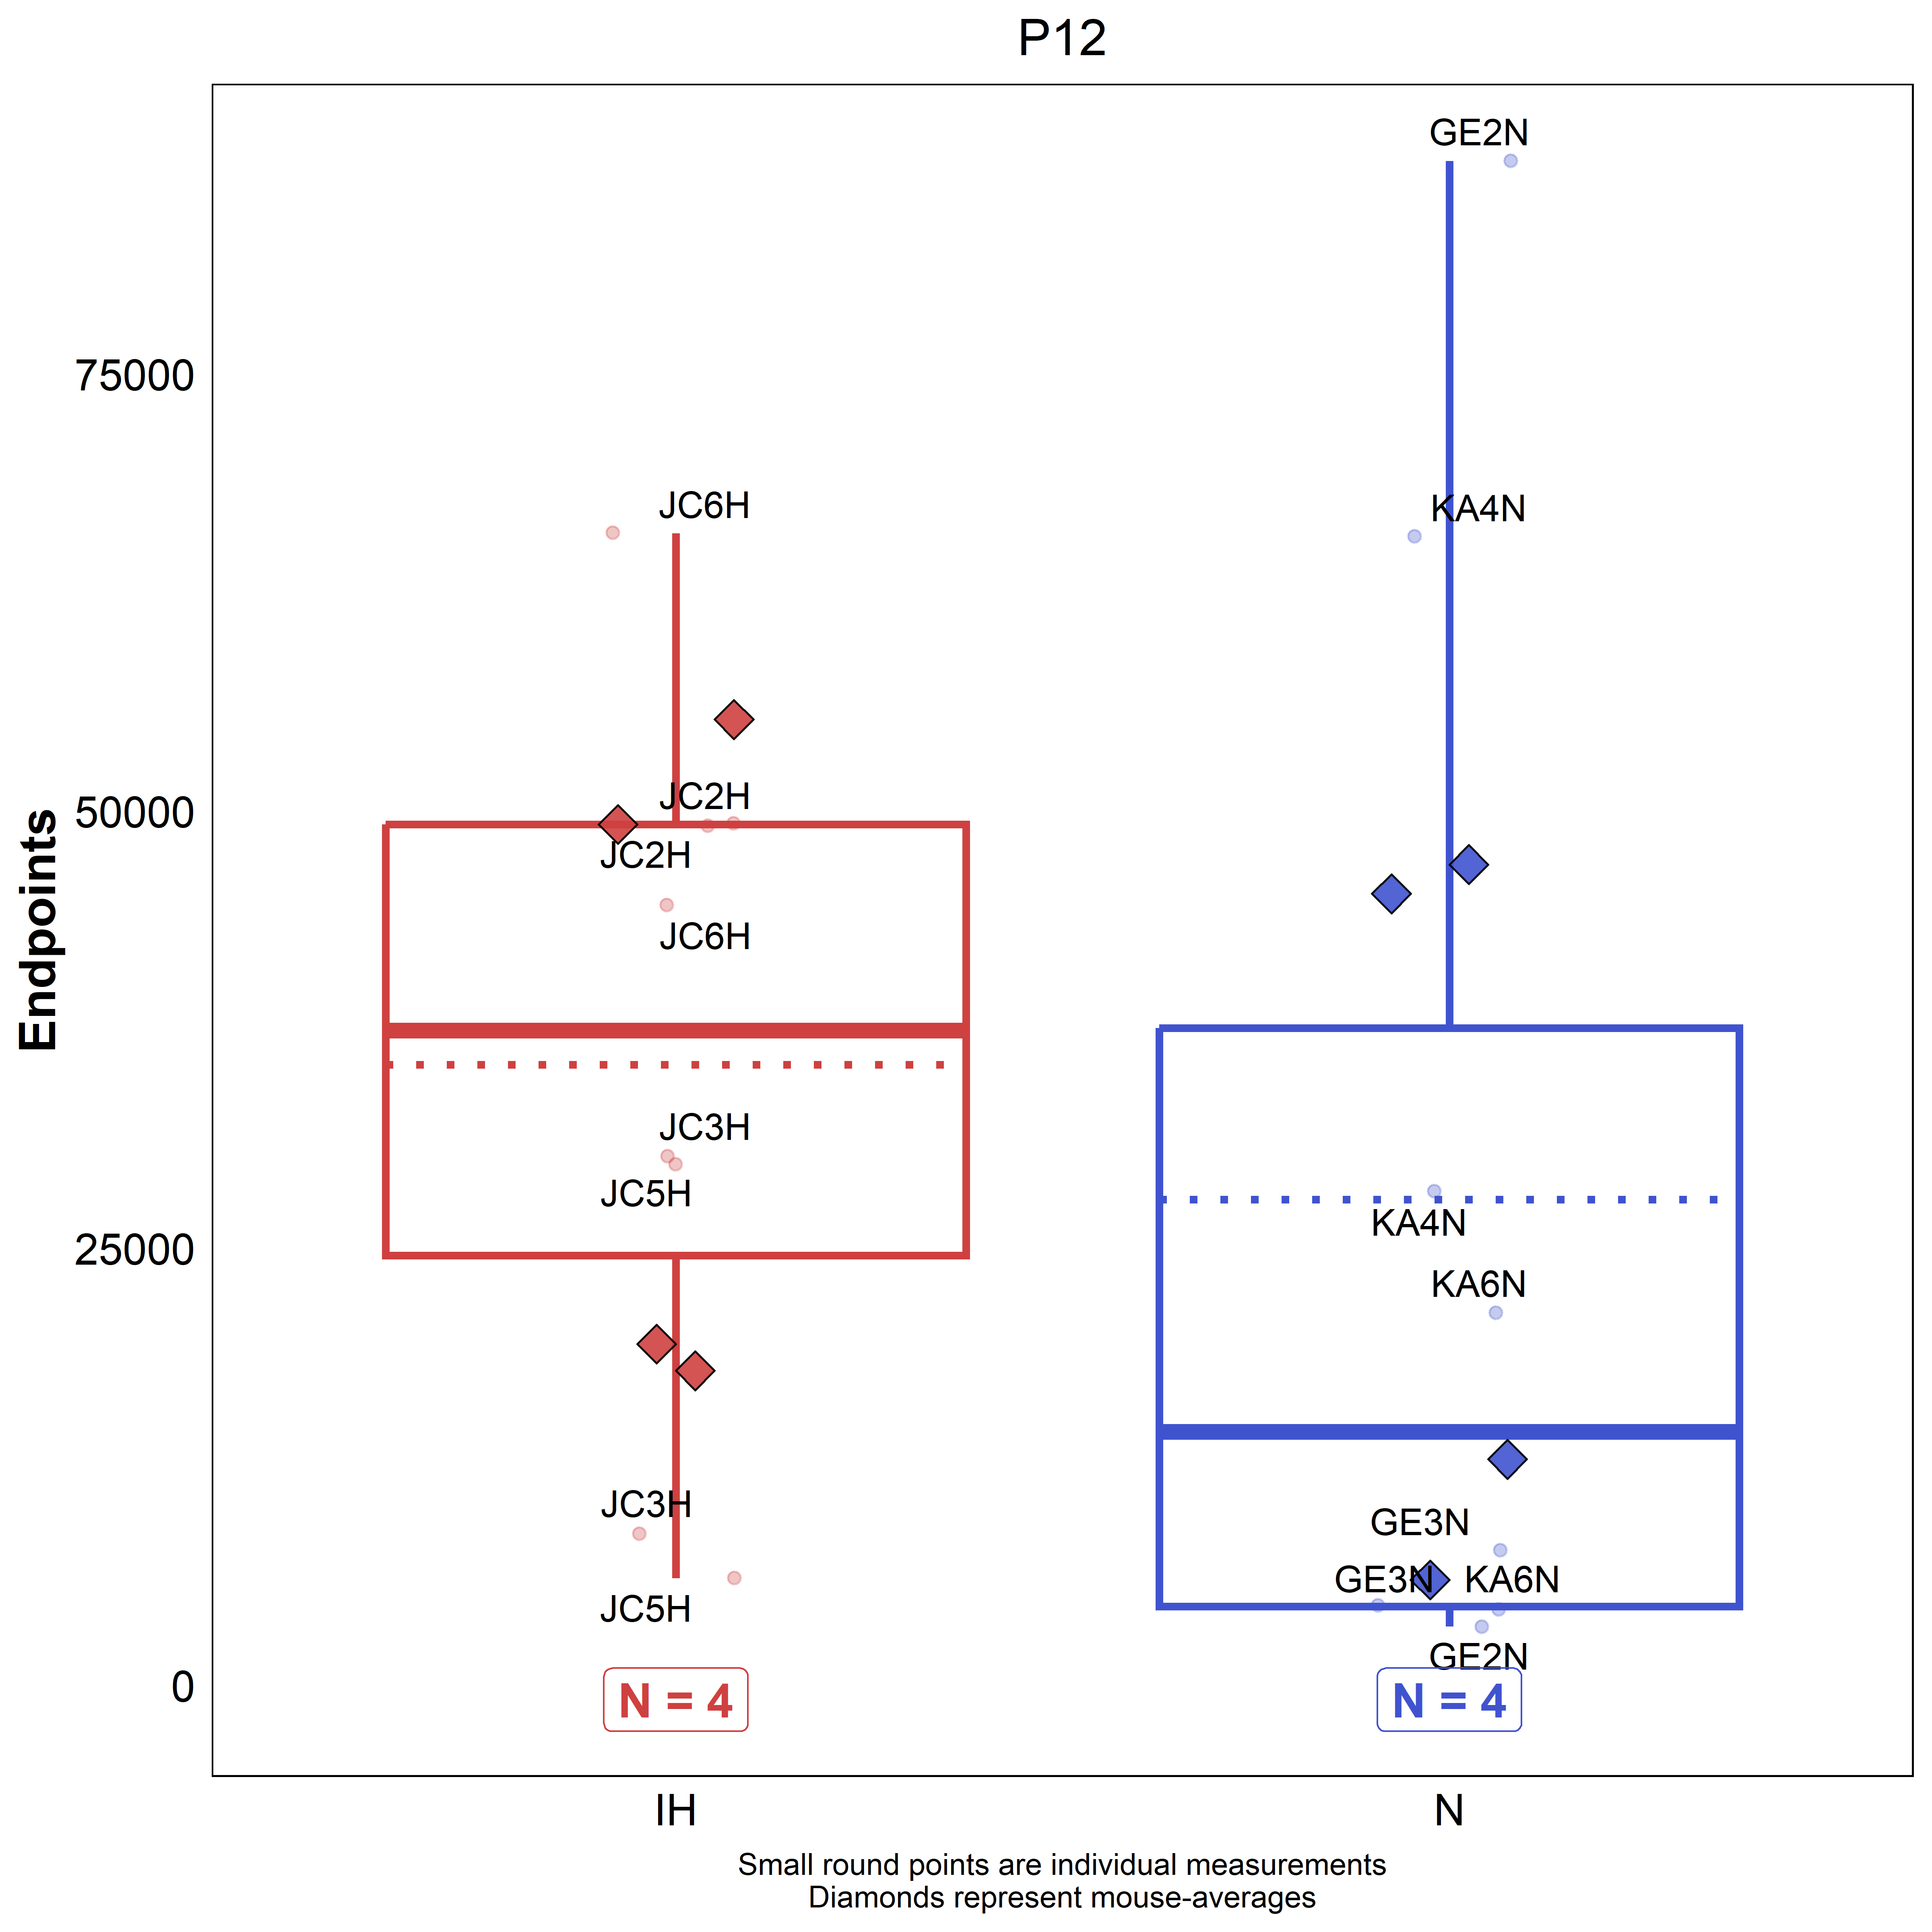 P12
GE2N
75000
JC6H
KA4N
JC2H
50000
JC2H
JC6H
Endpoints
JC3H
JC5H
KA4N
25000
KA6N
JC3H
GE3N
GE3N
KA6N
JC5H
GE2N
0
N = 4
N = 4
IH
N
Small round points are individual measurements
Diamonds represent mouse-averages